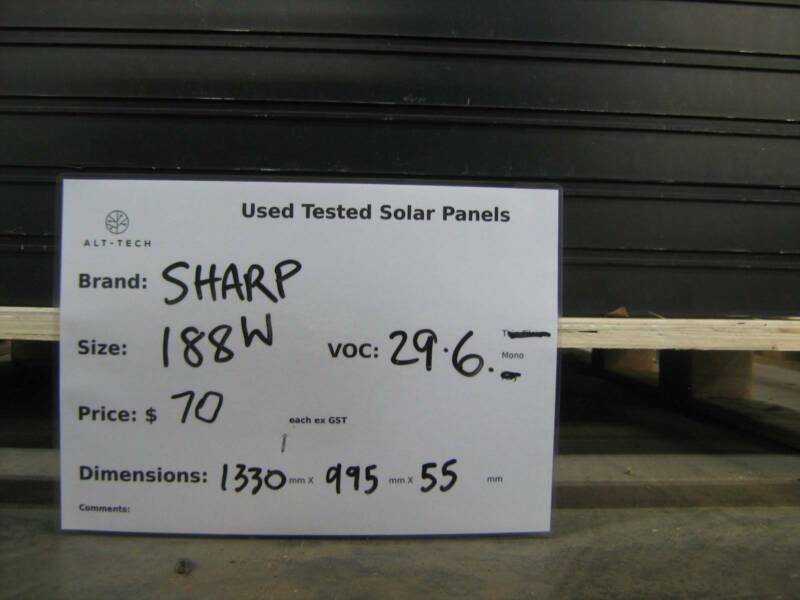 Used Tested Solar Panels
ALT-TECH
Brand: SHARP
Size: 188W VOC: 29.6.
Mono
Price: $ 70 each ex GST
Dimensions: 1330 mm X 995 mm X 55 mm
Comments: